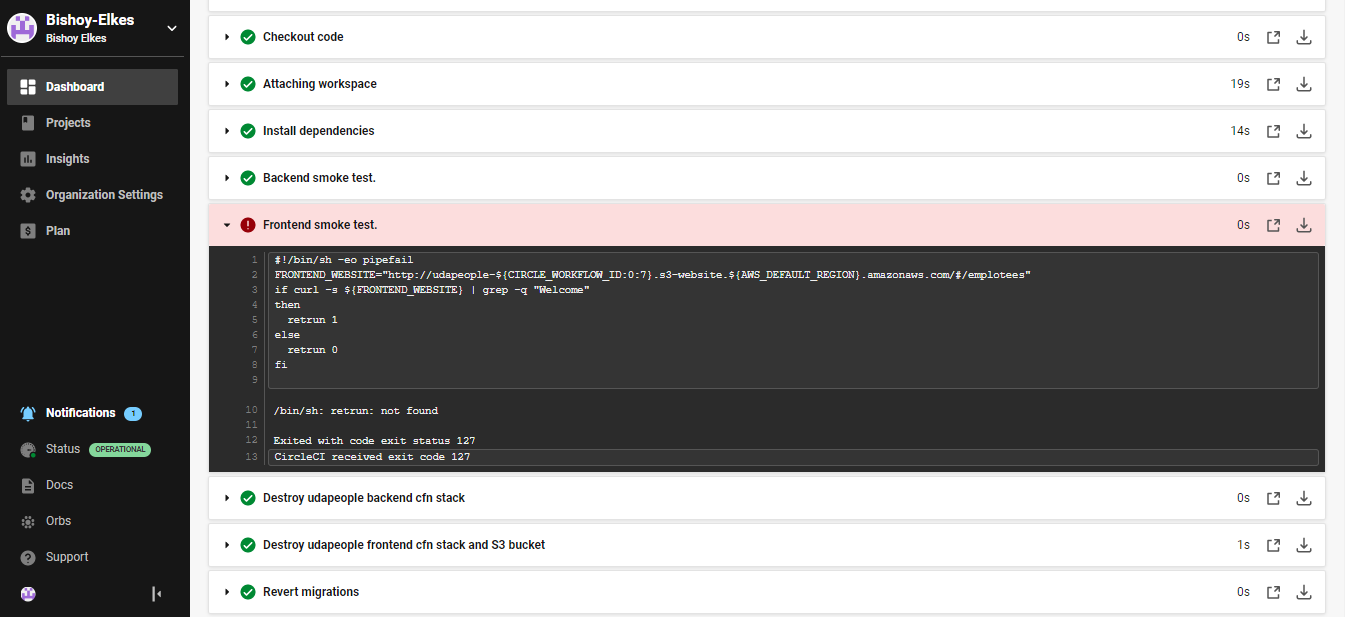 Bishoy-Elkes
Bishoy Elkes
Dashboard
Projects
Insights
Organization Settings
Plan
Notifications 1
Status OPERATIONAL
Docs
Orbs
Support
Checkout code 0s
Attaching workspace 19s
Install dependencies 14s
Backend smoke test. 0s
Frontend smoke test. 0s
1 #!/bin/sh -eo pipefail
2 FRONTEND_WEBSITE="http://udapeople-${CIRCLE_WORKFLOW_ID:0:7}.s3-website.${AWS_DEFAULT_REGION}.amazonaws.com/#/emplotees"
3 if curl -s ${FRONTEND_WEBSITE} | grep -q "Welcome"
4 then
5 retrun 1
6 else
7 retrun 0
8 fi
9
10 /bin/sh: retrun: not found
11
12 Exited with code exit status 127
13 CircleCI received exit code 127
Destroy udapeople backend cfn stack 0s
Destroy udapeople frontend cfn stack and S3 bucket 1s
Revert migrations 0s